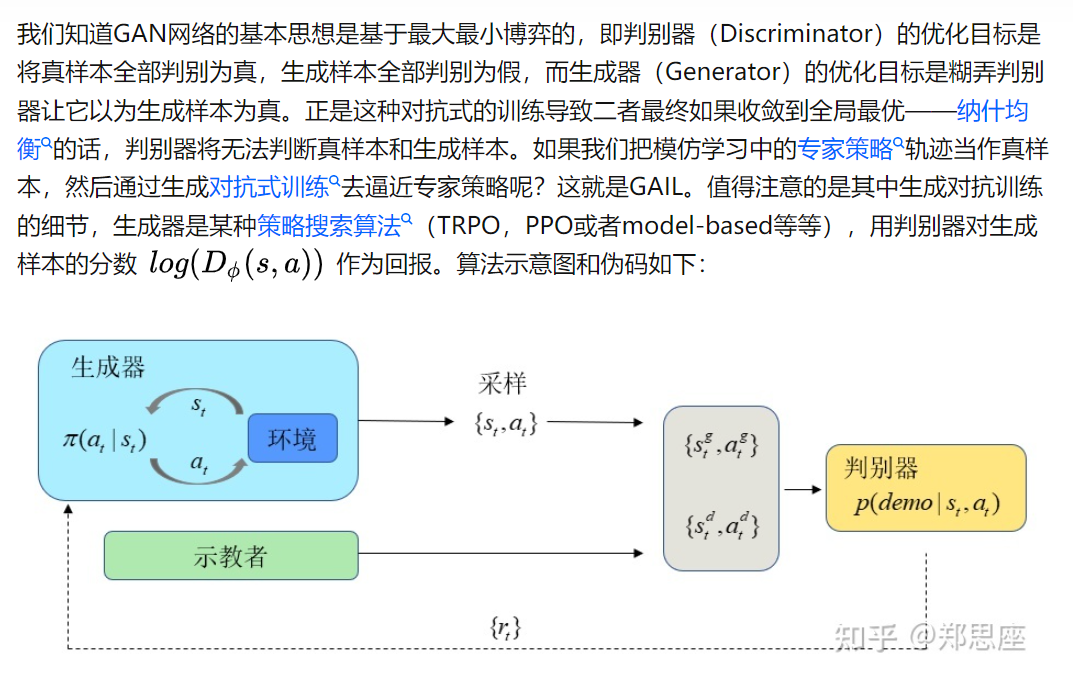 我们知道GAN网络的基本思想是基于最大最小博弈的，即判别器（Discriminator）的优化目标是
将真样本全部判别为真，生成样本全部判别为假，而生成器（Generator）的优化目标是糊弄判别
器让它以为生成样本为真。正是这种对抗式的训练导致二者最终如果收敛到全局最优——纳什均
衡的话，判别器将无法判断真样本和生成样本。如果我们把模仿学习中的专家策略轨迹当作真样
本，然后通过生成对抗式训练去逼近专家策略呢？这就是GAIL。值得注意的是其中生成对抗训练
的细节，生成器是某种策略搜索算法（TRPO，PPO或者model-based等等），用判别器对生成
样本的分数 log(D_ϕ(s,a)) 作为回报。算法示意图和伪码如下：
生成器
s_t
π(a_t|s_t)
环境
a_t
采样
{s_t,a_t}
{s_t^g,a_t^g}
{s_t^d,a_t^d}
判别器
p(demo|s_t,a_t)
示教者
{r_t}
知乎 @郑思座